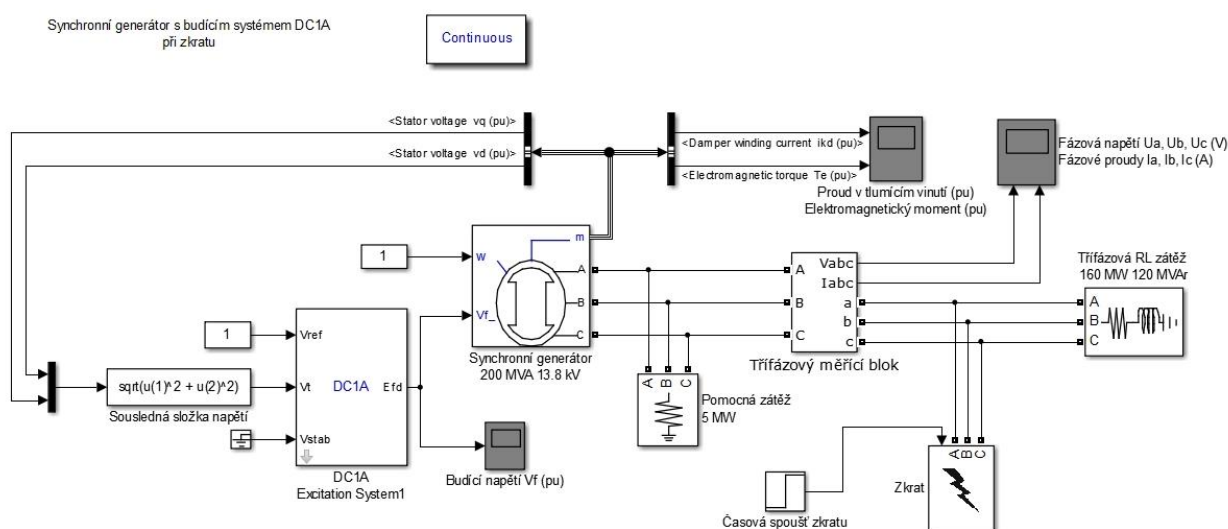 Synchronní generátor s budícím systémem DC1A
při zkratu
Continuous
<Stator voltage vq (pu)>
<Stator voltage vd (pu)>
<Damper winding current ikd (pu)>
<Electromagnetic torque Te (pu)>
Proud v tlumícím vinutí (pu)
Elektromagnetický moment (pu)
Fázová napětí Ua, Ub, Uc (V)
Fázové proudy Ia, Ib, Ic (A)
1
w
m
Vf_
A
B
C
Synchronní generátor
200 MVA 13.8 kV
A
B
C
Vabc
Iabc
a
b
c
Třífázový měřící blok
Třífázová RL zátěž
160 MW 120 MVAr
A
B
C
1
Vref
Vt
Vstab
DC1A
Efd
DC1A
Excitation System1
sqrt(u(1)^2 + u(2)^2)
Sousledná složka napětí
Budící napětí Vf (pu)
A
B
C
Pomocná zátěž
5 MW
Časová spoušť zkratu
A
B
C
Zkrat